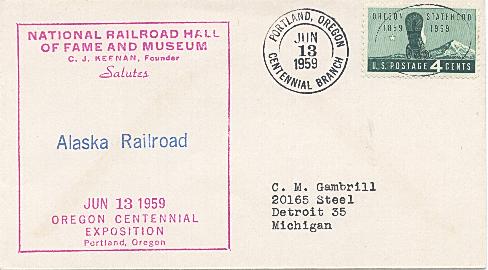 NATIONAL RAILROAD HALL
OF FAME AND MUSEUM
C. J. KEENAN, Founder
Salutes
Alaska Railroad
JUN 13 1959
OREGON CENTENNIAL
EXPOSITION
Portland, Oregon
PORTLAND, OREGON
JUN
13
1959
CENTENNIAL BRANCH
OREGON STATEHOOD
1859 1959
U.S. POSTAGE 4 CENTS
C. M. Gambrill
20165 Steel
Detroit 35
Michigan